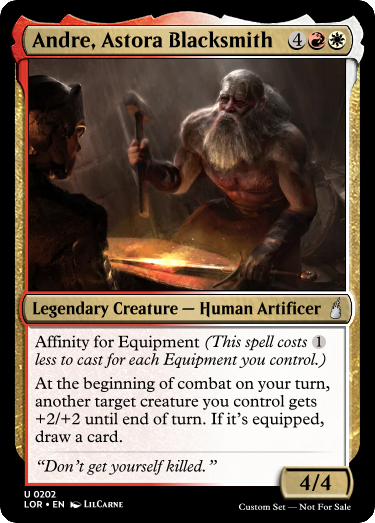 Andre, Astora Blacksmith 4
Legendary Creature — Human Artificer
Affinity for Equipment (This spell costs 1
less to cast for each Equipment you control.)
At the beginning of combat on your turn,
another target creature you control gets
+2/+2 until end of turn. If it's equipped,
draw a card.
"Don't get yourself killed."
4/4
U 0202
LOR • EN LilCarne
Custom Set — Not For Sale